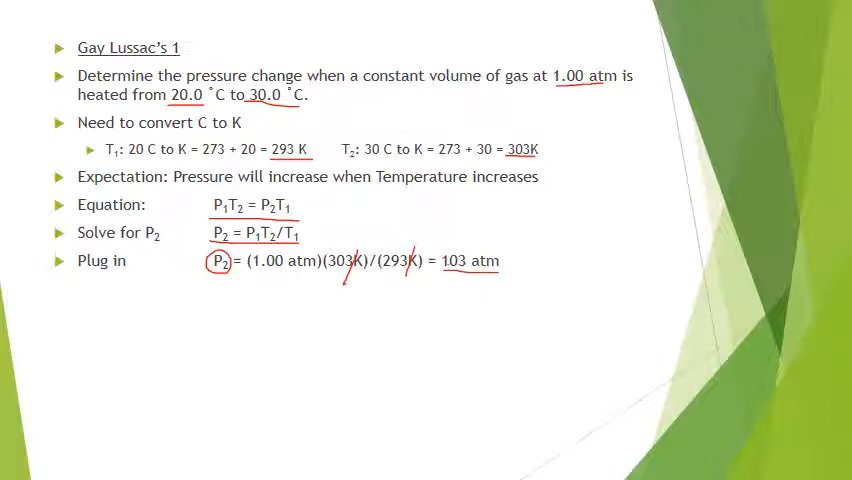 Gay Lussac's 1
Determine the pressure change when a constant volume of gas at 1.00 atm is
heated from 20.0 ˚C to 30.0 ˚C.
Need to convert C to K
T₁: 20 C to K = 273 + 20 = 293 K T₂: 30 C to K = 273 + 30 = 303K
Expectation: Pressure will increase when Temperature increases
Equation: P₁T₂ = P₂T₁
Solve for P₂ P₂ = P₁T₂/T₁
Plug in P₂ = (1.00 atm)(303K)/(293K) = 103 atm